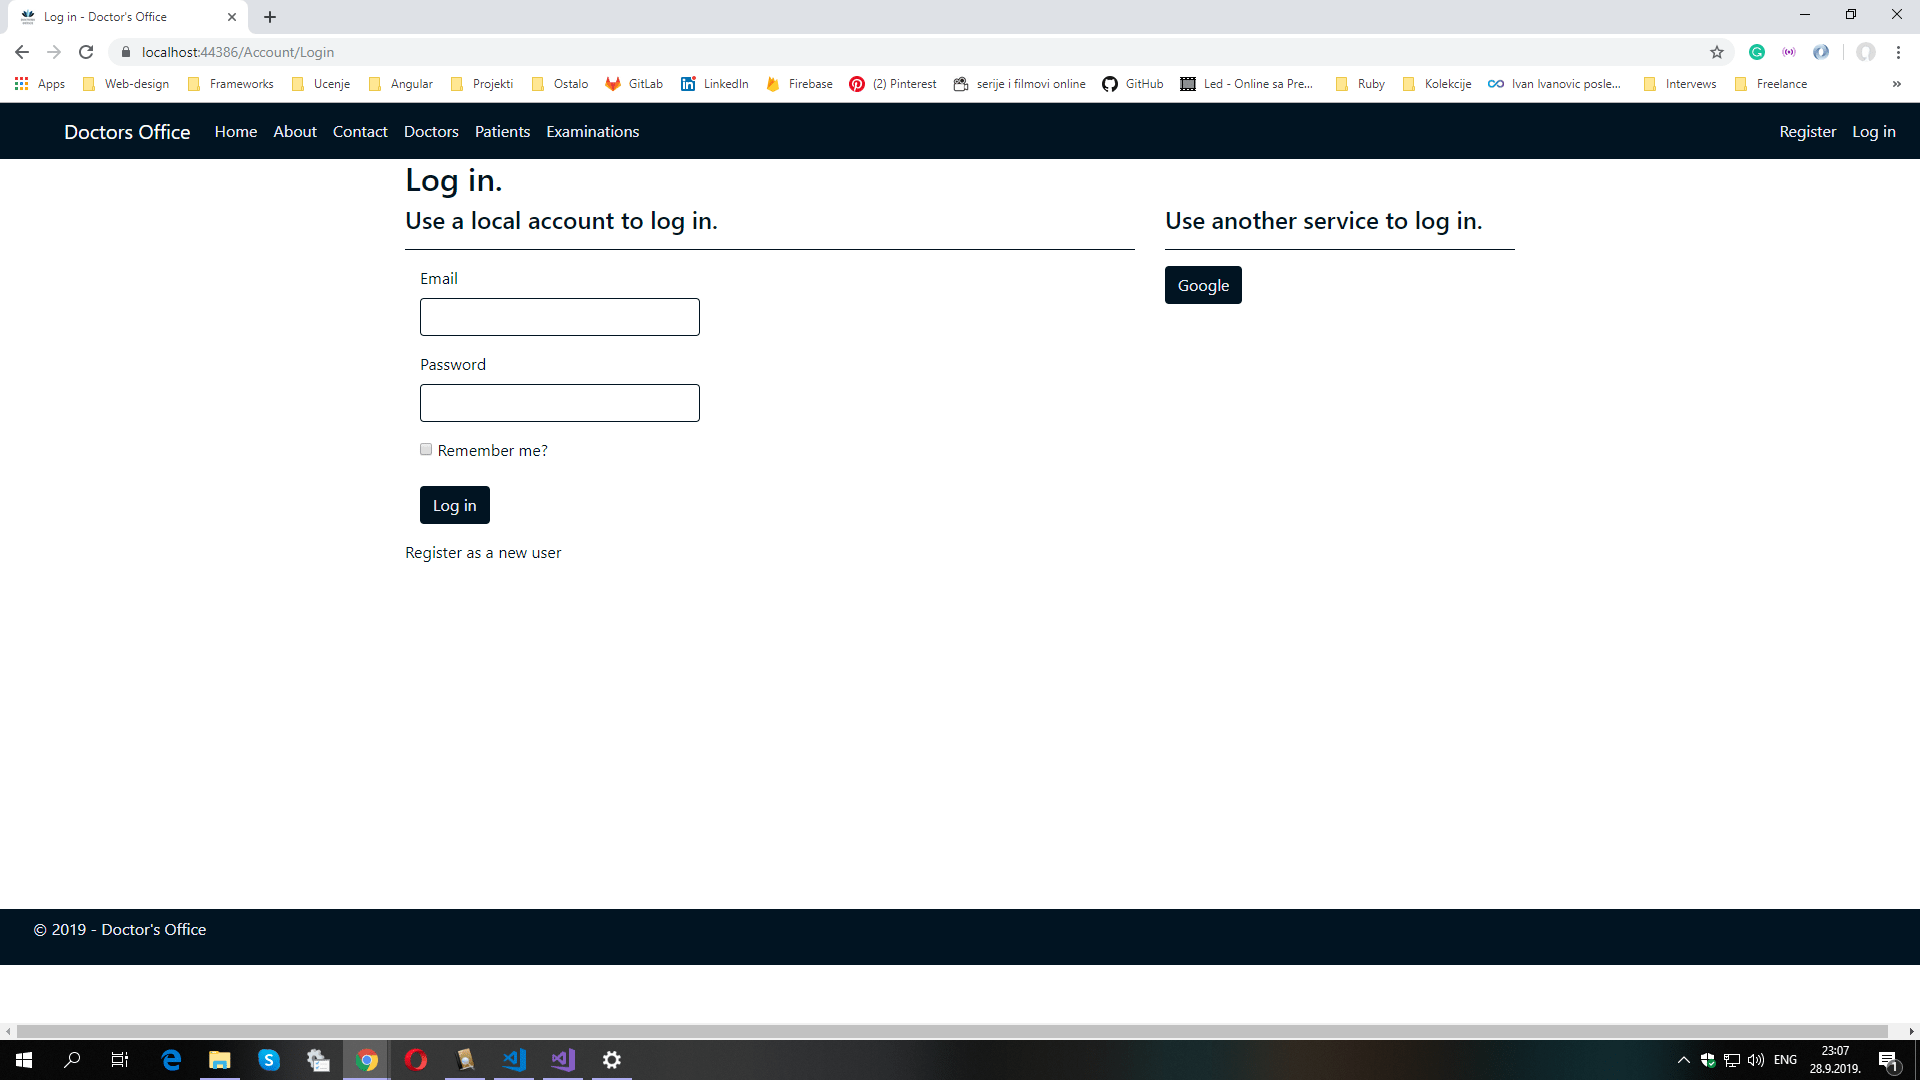 Log in - Doctor's Office
localhost:44386/Account/Login
Apps Web-design Frameworks Ucenje Angular Projekti Ostalo GitLab LinkedIn Firebase (2) Pinterest serije i filmovi online GitHub Led - Online sa Pre... Ruby Kolekcije Ivan Ivanovic posle... Intervews Freelance »
Doctors Office Home About Contact Doctors Patients Examinations Register Log in
Log in.
Use a local account to log in.
Use another service to log in.
Email
Google
Password
Remember me?
Log in
Register as a new user
© 2019 - Doctor's Office
ENG
23:07
28.9.2019.
1